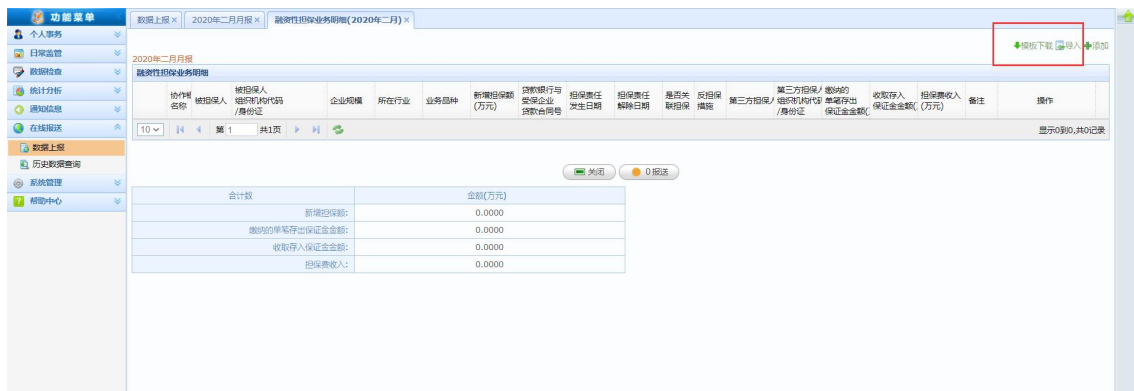 功能菜单
数据上报× 2020年二月月报× 融资性担保业务明细(2020年二月)×
个人事务
日常监管
数据检查
统计分析
通知信息
在线报送
数据上报
历史数据查询
系统管理
帮助中心
模板下载 导入 添加
2020年二月月报
融资性担保业务明细
名称
被担保人
被担保人
组织机构代码
/身份证
企业规模
所在行业
业务品种
新增担保额
(万元)
贷款银行与
受保企业
贷款合同号
担保责任
发生日期
担保责任
解除日期
是否关
联担保
反担保
措施
第三方担保人
第三方担保人
组织机构代码
/身份证
缴纳的
单笔存出
保证金金额(
收取存入
保证金金额(
担保费收入
(万元)
备注
操作
10 第 1 共1页 显示0到0,共0记录
关闭 0报送
合计数 金额(万元)
新增担保额: 0.0000
缴纳的单笔存出保证金金额: 0.0000
收取存入保证金金额: 0.0000
担保费收入: 0.0000